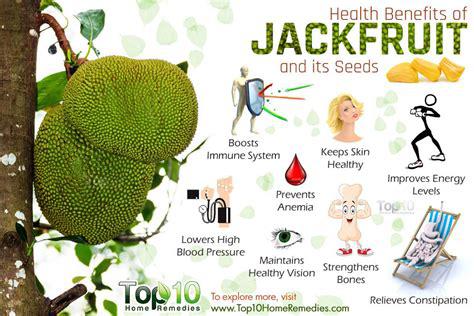 Health Benefits of
JACKFRUIT
and its Seeds
Boosts
Immune System
Keeps Skin
Healthy
Improves Energy
Levels
Prevents
Anemia
Top10
Lowers High
Blood Pressure
Maintains
Healthy Vision
Strengthens
Bones
Relieves Constipation
Top10
Home Remedies
To explore more, visit
www.Top10HomeRemedies.com